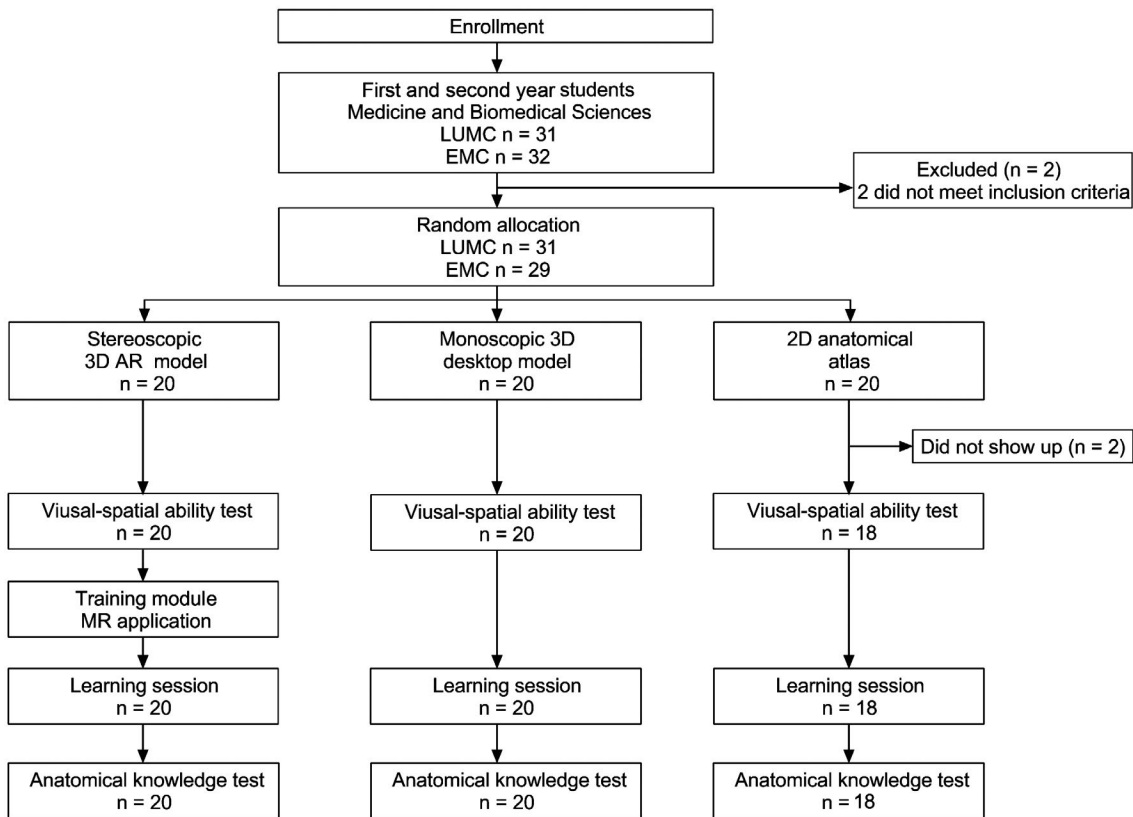 Enrollment
First and second year students
Medicine and Biomedical Sciences
LUMC n = 31
EMC n = 32
Excluded (n = 2)
2 did not meet inclusion criteria
Random allocation
LUMC n = 31
EMC n = 29
Stereoscopic
3D AR model
n = 20
Monoscopic 3D
desktop model
n = 20
2D anatomical
atlas
n = 20
Did not show up (n = 2)
Viusal-spatial ability test
n = 20
Viusal-spatial ability test
n = 20
Viusal-spatial ability test
n = 18
Training module
MR application
Learning session
n = 20
Learning session
n = 20
Learning session
n = 18
Anatomical knowledge test
n = 20
Anatomical knowledge test
n = 20
Anatomical knowledge test
n = 18